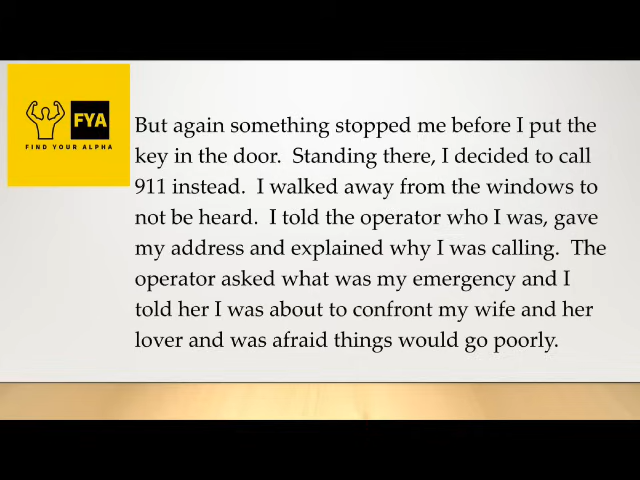 FYA
FIND YOUR ALPHA
But again something stopped me before I put the
key in the door.  Standing there, I decided to call
911 instead.  I walked away from the windows to
not be heard.  I told the operator who I was, gave
my address and explained why I was calling.  The
operator asked what was my emergency and I
told her I was about to confront my wife and her
lover and was afraid things would go poorly.